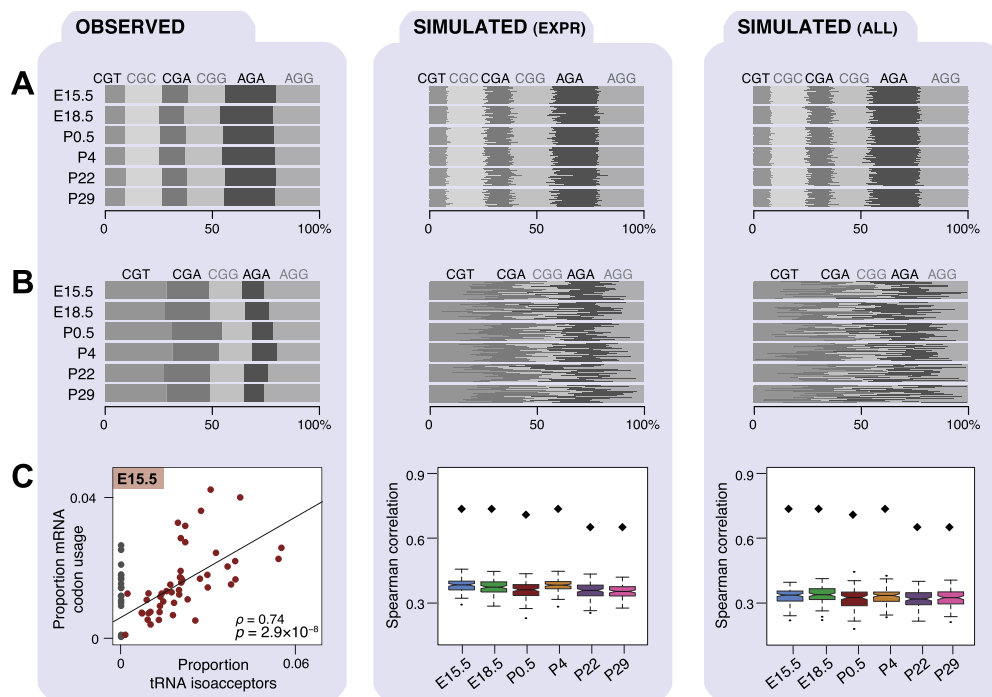 OBSERVED
SIMULATED (EXPR)
SIMULATED (ALL)
A
CGT CGC CGA CGG AGA AGG
E15.5
E18.5
P0.5
P4
P22
P29
0 50 100%
CGT CGC CGA CGG AGA AGG
0 50 100%
CGT CGC CGA CGG AGA AGG
0 50 100%
B
CGT CGA CGG AGA AGG
E15.5
E18.5
P0.5
P4
P22
P29
0 50 100%
CGT CGA CGG AGA AGG
0 50 100%
CGT CGA CGG AGA AGG
0 50 100%
C
E15.5
Proportion mRNA
codon usage
0.04
0
ρ = 0.74
p = 2.9×10⁻⁸
0 0.06
Proportion
tRNA isoacceptors
Spearman correlation
0.9
0.3
E15.5 E18.5 P0.5 P4 P22 P29
Spearman correlation
0.9
0.3
E15.5 E18.5 P0.5 P4 P22 P29